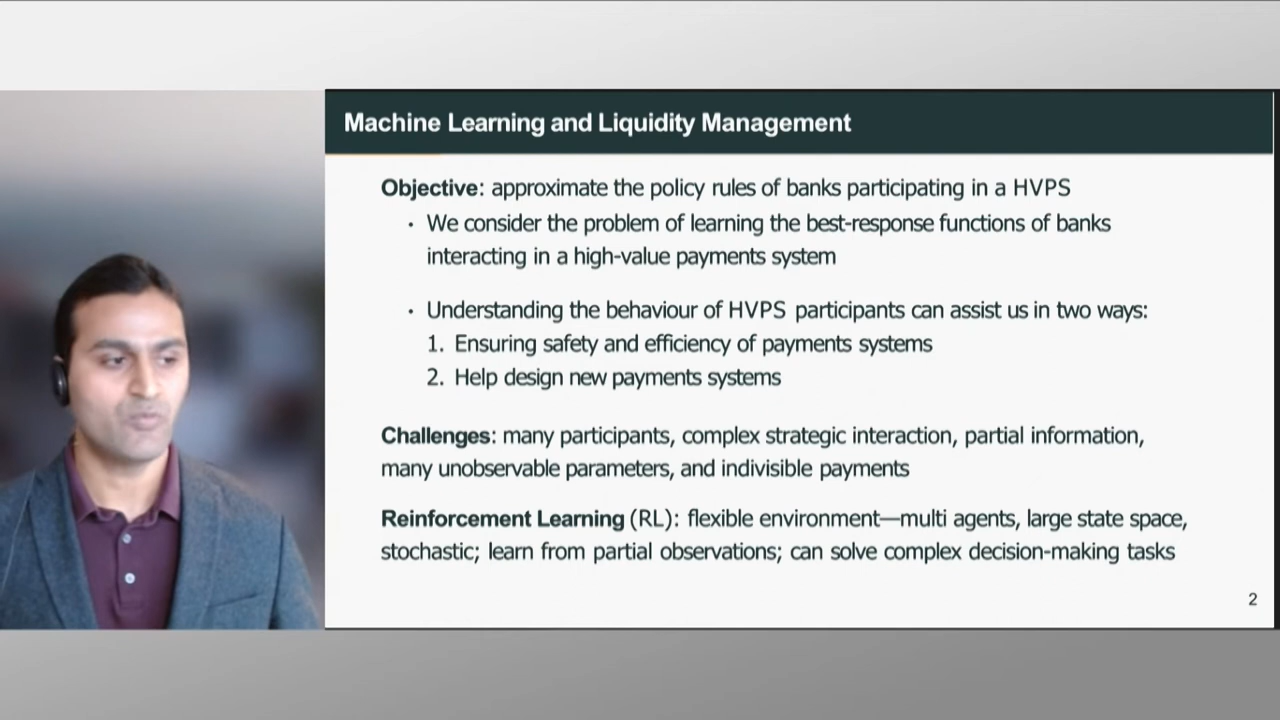 Machine Learning and Liquidity Management
Objective: approximate the policy rules of banks participating in a HVPS
· We consider the problem of learning the best-response functions of banks
interacting in a high-value payments system
· Understanding the behaviour of HVPS participants can assist us in two ways:
1. Ensuring safety and efficiency of payments systems
2. Help design new payments systems
Challenges: many participants, complex strategic interaction, partial information,
many unobservable parameters, and indivisible payments
Reinforcement Learning (RL): flexible environment—multi agents, large state space,
stochastic; learn from partial observations; can solve complex decision-making tasks
2